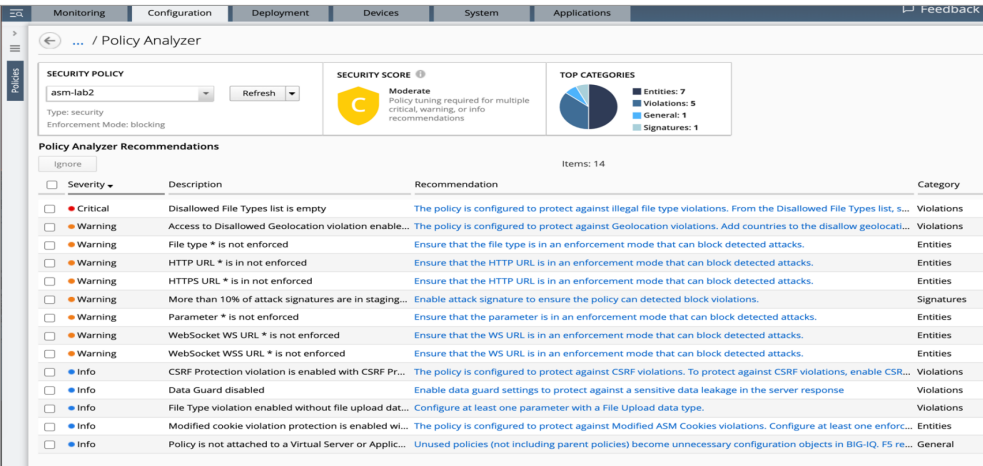 Monitoring Configuration Deployment Devices System Applications Feedback
← ... / Policy Analyzer
Policies
SECURITY POLICY
asm-lab2 Refresh
Type: security
Enforcement Mode: blocking
SECURITY SCORE
C
Moderate
Policy tuning required for multiple
critical, warning, or info
recommendations
TOP CATEGORIES
Entities: 7
Violations: 5
General: 1
Signatures: 1
Policy Analyzer Recommendations
Ignore Items: 14
Severity Description Recommendation Category
Critical Disallowed File Types list is empty The policy is configured to protect against illegal file type violations. From the Disallowed File Types list, s... Violations
Warning Access to Disallowed Geolocation violation enable... The policy is configured to protect against Geolocation violations. Add countries to the disallow geolocati... Violations
Warning File type * is not enforced Ensure that the file type is in an enforcement mode that can block detected attacks. Entities
Warning HTTP URL * is in not enforced Ensure that the HTTP URL is in an enforcement mode that can block detected attacks. Entities
Warning HTTPS URL * is in not enforced Ensure that the HTTP URL is in an enforcement mode that can block detected attacks. Entities
Warning More than 10% of attack signatures are in staging... Enable attack signature to ensure the policy can detected block violations. Signatures
Warning Parameter * is not enforced Ensure that the parameter is in an enforcement mode that can block detected attacks. Entities
Warning WebSocket WS URL * is not enforced Ensure that the WS URL is in an enforcement mode that can block detected attacks. Entities
Warning WebSocket WSS URL * is not enforced Ensure that the WS URL is in an enforcement mode that can block detected attacks. Entities
Info CSRF Protection violation is enabled with CSRF Pr... The policy is configured to protect against CSRF violations. To protect against CSRF violations, enable CSR... Violations
Info Data Guard disabled Enable data guard settings to protect against a sensitive data leakage in the server response Violations
Info File Type violation enabled without file upload dat... Configure at least one parameter with a File Upload data type. Violations
Info Modified cookie violation protection is enabled wi... The policy is configured to protect against Modified ASM Cookies violations. Configure at least one enforc... Entities
Info Policy is not attached to a Virtual Server or Applic... Unused policies (not including parent policies) become unnecessary configuration objects in BIG-IQ. F5 re... General